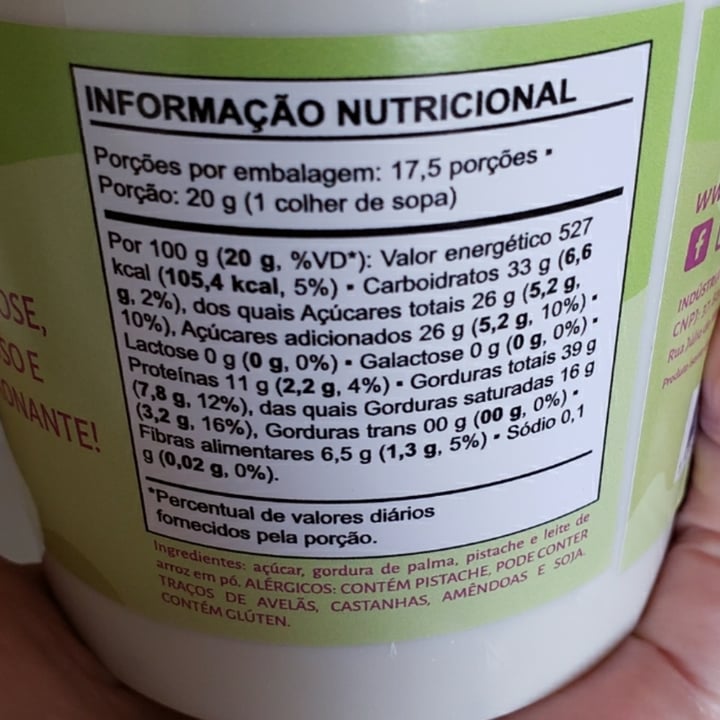 INFORMAÇÃO NUTRICIONAL
Porções por embalagem: 17,5 porções ▪
Porção: 20 g (1 colher de sopa)
Por 100 g (20 g, %VD*): Valor energético 527
kcal (105,4 kcal, 5%) ▪ Carboidratos 33 g (6,6
g, 2%), dos quais Açúcares totais 26 g (5,2 g,
10%), Açúcares adicionados 26 g (5,2 g, 10%) ▪
Lactose 0 g (0 g, 0%) ▪ Galactose 0 g (0 g, 0%) ▪
Proteínas 11 g (2,2 g, 4%) ▪ Gorduras totais 39 g
(7,8 g, 12%), das quais Gorduras saturadas 16 g
(3,2 g, 16%), Gorduras trans 00 g (00 g, 0%) ▪
Fibras alimentares 6,5 g (1,3 g, 5%) ▪ Sódio 0,1
g (0,02 g, 0%).
*Percentual de valores diários
fornecidos pela porção.
Ingredientes: açúcar, gordura de palma, pistache e leite de
arroz em pó. ALÉRGICOS: CONTÉM PISTACHE, PODE CONTER
TRAÇOS DE AVELÃS, CASTANHAS, AMÊNDOAS E SOJA.
CONTÉM GLÚTEN.
OSE,
SO E
ONANTE!
f
INDÚSTRI
CNPJ: 37
Rua Júlio